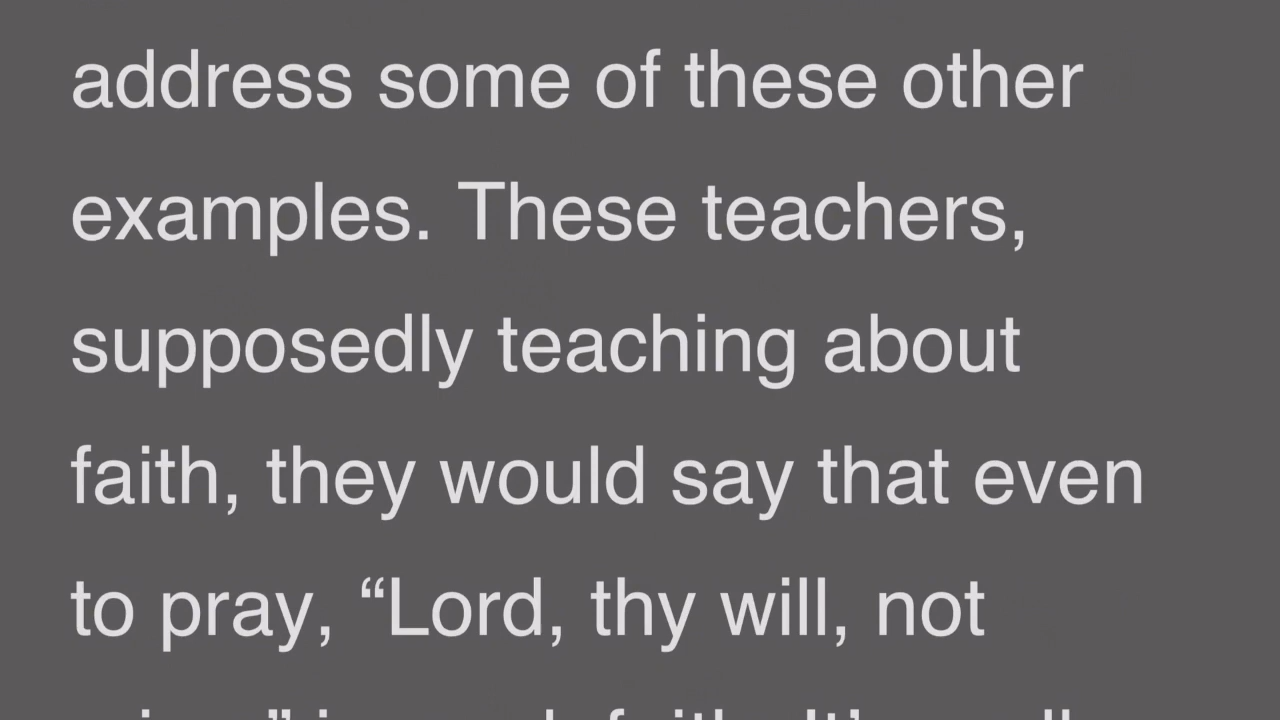 address some of these other
examples. These teachers,
supposedly teaching about
faith, they would say that even
to pray, “Lord, thy will, not